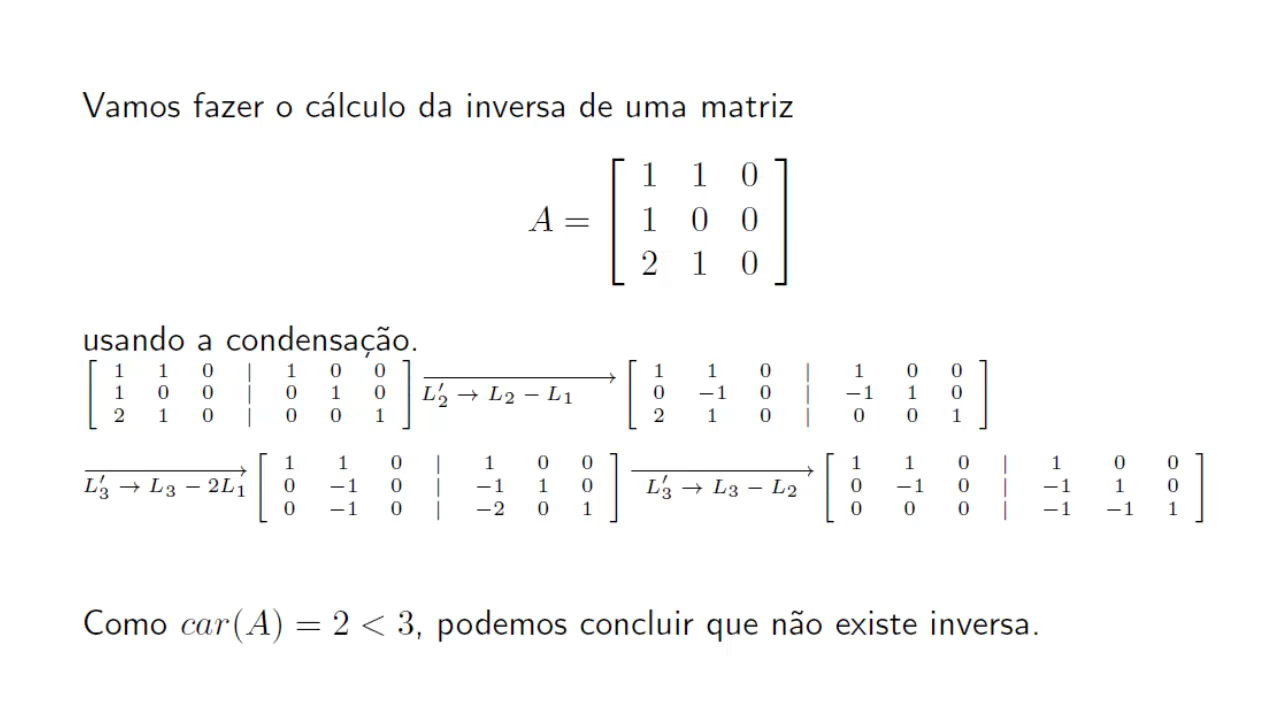 Vamos fazer o cálculo da inversa de uma matriz
1 1 0
A = 1 0 0
2 1 0
usando a condensação.
1 1 0 | 1 0 0 1 1 0 | 1 0 0
1 0 0 | 0 1 0 L′2 → L2 − L1 0 −1 0 | −1 1 0
2 1 0 | 0 0 1 2 1 0 | 0 0 1
1 1 0 | 1 0 0 1 1 0 | 1 0 0
L′3 → L3 − 2L1 0 −1 0 | −1 1 0 L′3 → L3 − L2 0 −1 0 | −1 1 0
0 −1 0 | −2 0 1 0 0 0 | −1 −1 1
Como car(A) = 2 < 3, podemos concluir que não existe inversa.